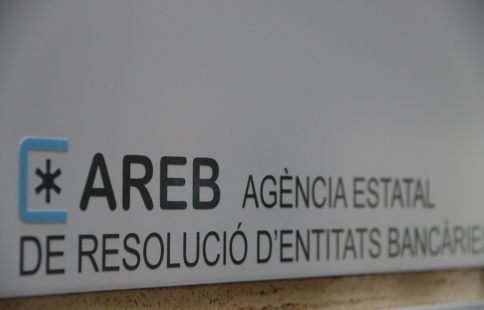 AREB AGÈNCIA ESTATAL
DE RESOLUCIÓ D'ENTITATS BANCÀRIES